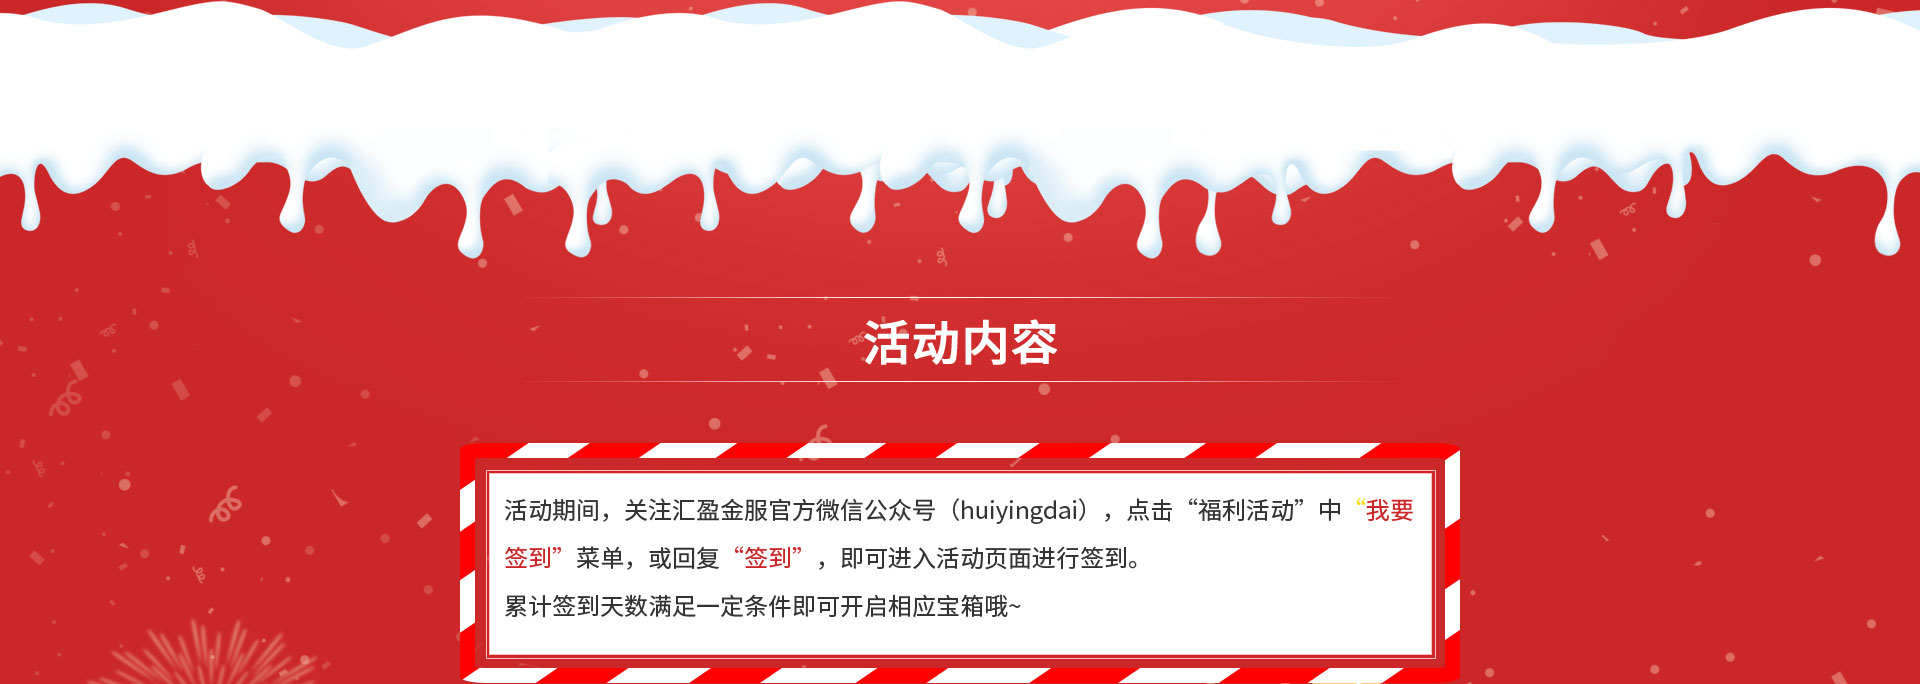 活动内容
活动期间，关注汇盈金服官方微信公众号（huiyingdai），点击“福利活动”中“我要
签到”菜单，或回复“签到”，即可进入活动页面进行签到。
累计签到天数满足一定条件即可开启相应宝箱哦~